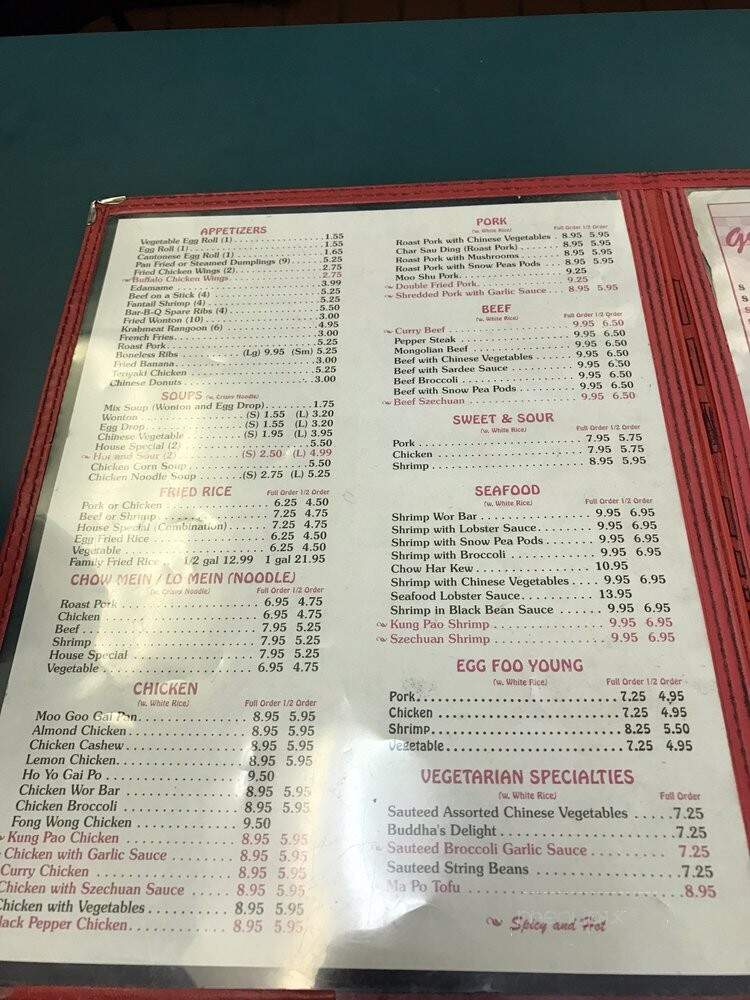 APPETIZERS
Vegetable Egg Roll (1) 1.55
Egg Roll (1) 1.55
Cantonese Egg Roll (1) 1.65
Pan Fried or Steamed Dumplings (9) 5.25
Fried Chicken Wings (2) 2.75
Buffalo Chicken Wings 2.75
Edamame 3.99
Beef on a Stick (4) 5.25
Fantail Shrimp (4) 5.25
Bar-B-Q Spare Ribs (4) 5.50
Fried Wonton (10) 3.00
Krabmeat Rangoon (6) 4.95
French Fries 3.00
Roast Pork 5.25
Boneless Ribs (Lg) 9.95 (Sm) 5.25
Fried Banana 3.00
Teriyaki Chicken 5.25
Chinese Donuts 3.00
SOUPS (w. Crispy Noodle)
Mix Soup (Wonton and Egg Drop) 1.75
Wonton (S) 1.55 (L) 3.20
Egg Drop (S) 1.55 (L) 3.20
Chinese Vegetable (S) 1.95 (L) 3.95
House Special (2) 5.50
Hot and Sour (2) (S) 2.50 (L) 4.99
Chicken Corn Soup 5.50
Chicken Noodle Soup (S) 2.75 (L) 5.25
FRIED RICE Full Order 1/2 Order
Pork or Chicken 6.25 4.50
Beef or Shrimp 7.25 4.75
House Special (Combination) 7.25 4.75
Egg Fried Rice 6.25 4.50
Vegetable 6.25 4.50
Family Fried Rice 1/2 gal 12.99 1 gal 21.95
CHOW MEIN / LO MEIN (NOODLE)
(w. Crispy Noodle) Full Order 1/2 Order
Roast Pork 6.95 4.75
Chicken 6.95 4.75
Beef 7.95 5.25
Shrimp 7.95 5.25
House Special 7.95 5.25
Vegetable 6.95 4.75
CHICKEN
(w. White Rice) Full Order 1/2 Order
Moo Goo Gai Pan 8.95 5.95
Almond Chicken 8.95 5.95
Chicken Cashew 8.95 5.95
Lemon Chicken 8.95 5.95
Ho Yo Gai Po 9.50
Chicken Wor Bar 8.95 5.95
Chicken Broccoli 8.95 5.95
Fong Wong Chicken 9.50
Kung Pao Chicken 8.95 5.95
Chicken with Garlic Sauce 8.95 5.95
Curry Chicken 8.95 5.95
Chicken with Szechuan Sauce 8.95 5.95
Chicken with Vegetables 8.95 5.95
lack Pepper Chicken 8.95 5.95
PORK
(w. White Rice) Full Order 1/2 Order
Roast Pork with Chinese Vegetables 8.95 5.95
Char Sau Ding (Roast Pork) 8.95 5.95
Roast Pork with Mushrooms 8.95 5.95
Roast Pork with Snow Peas Pods 8.95 5.95
Moo Shu Pork 9.25
Double Fried Pork 9.25
Shredded Pork with Garlic Sauce 8.95 5.95
BEEF
(w. White Rice) Full Order 1/2 Order
Curry Beef 9.95 6.50
Pepper Steak 9.95 6.50
Mongolian Beef 9.95 6.50
Beef with Chinese Vegetables 9.95 6.50
Beef with Sardee Sauce 9.95 6.50
Beef Broccoli 9.95 6.50
Beef with Snow Pea Pods 9.95 6.50
Beef Szechuan 9.95 6.50
SWEET & SOUR
(w. White Rice) Full Order 1/2 Order
Pork 7.95 5.75
Chicken 7.95 5.75
Shrimp 8.95 5.95
SEAFOOD
(w. White Rice) Full Order 1/2 Order
Shrimp Wor Bar 9.95 6.95
Shrimp with Lobster Sauce 9.95 6.95
Shrimp with Snow Pea Pods 9.95 6.95
Shrimp with Broccoli 9.95 6.95
Chow Har Kew 10.95
Shrimp with Chinese Vegetables 9.95 6.95
Seafood Lobster Sauce 13.95
Shrimp in Black Bean Sauce 9.95 6.95
Kung Pao Shrimp 9.95 6.95
Szechuan Shrimp 9.95 6.95
EGG FOO YOUNG
(w. White Rice) Full Order 1/2 Order
Pork 7.25 4.95
Chicken 7.25 4.95
Shrimp 8.25 5.50
Vegetable 7.25 4.95
VEGETARIAN SPECIALTIES
(w. White Rice) Full Order
Sauteed Assorted Chinese Vegetables 7.25
Buddha's Delight 7.25
Sauteed Broccoli Garlic Sauce 7.25
Sauteed String Beans 7.25
Ma Po Tofu 8.95
Spicy and Hot